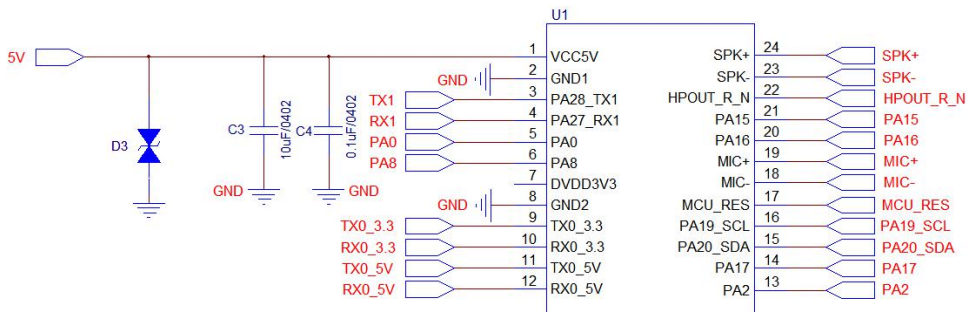 U1
5V
1 VCC5V
GND 2 GND1
TX1 3 PA28_TX1
RX1 4 PA27_RX1
PA0 5 PA0
PA8 6 PA8
7 DVDD3V3
GND 8 GND2
TX0_3.3 9 TX0_3.3
RX0_3.3 10 RX0_3.3
TX0_5V 11 TX0_5V
RX0_5V 12 RX0_5V
SPK+ 24 SPK+
SPK- 23 SPK-
HPOUT_R_N 22 HPOUT_R_N
PA15 21 PA15
PA16 20 PA16
MIC+ 19 MIC+
MIC- 18 MIC-
MCU_RES 17 MCU_RES
PA19_SCL 16 PA19_SCL
PA20_SDA 15 PA20_SDA
PA17 14 PA17
PA2 13 PA2
D3
C3
10uF/0402
C4
0.1uF/0402
GND
GND